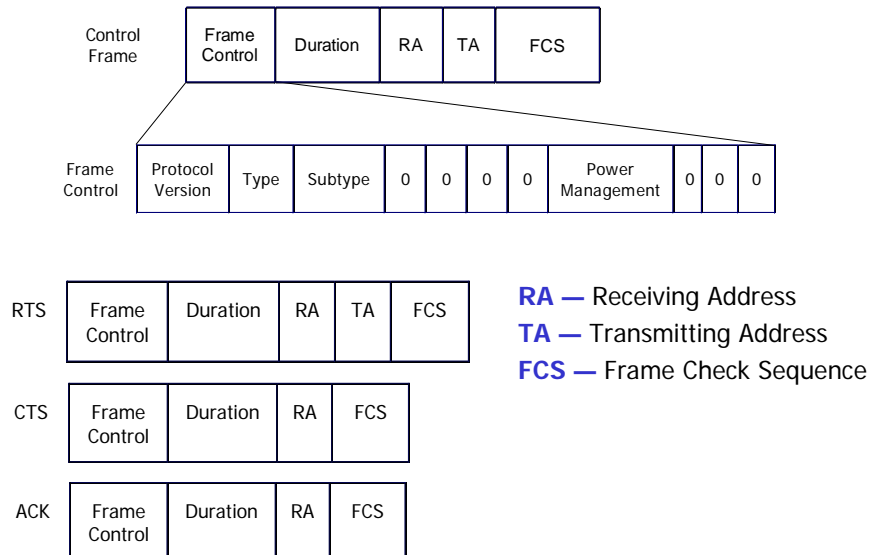 Control
Frame
Frame
Control
Duration
RA
TA
FCS
Frame
Control
Protocol
Version
Type
Subtype
0
0
0
0
Power
Management
0
0
0
RTS
Frame
Control
Duration
RA
TA
FCS
RA — Receiving Address
TA — Transmitting Address
FCS — Frame Check Sequence
CTS
Frame
Control
Duration
RA
FCS
ACK
Frame
Control
Duration
RA
FCS